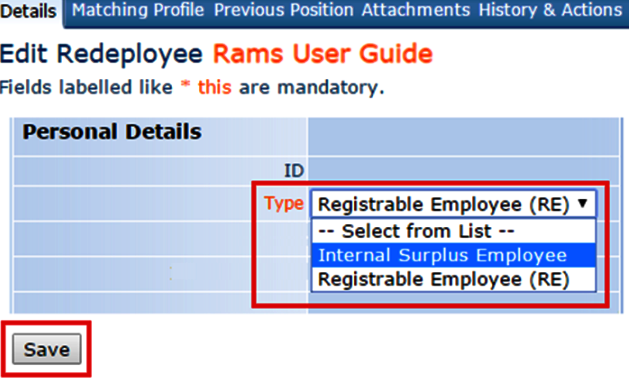 Details Matching Profile Previous Position Attachments History & Actions
Edit Redeployee Rams User Guide
Fields labelled like * this are mandatory.
Personal Details
ID
Type Registrable Employee (RE) ▼
-- Select from List --
Internal Surplus Employee
Registrable Employee (RE)
Save